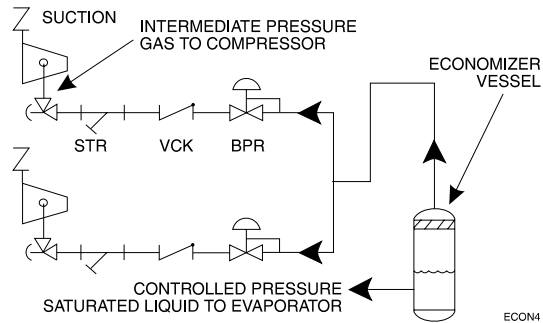 SUCTION
INTERMEDIATE PRESSURE
GAS TO COMPRESSOR
ECONOMIZER
VESSEL
STR
VCK
BPR
CONTROLLED PRESSURE
SATURATED LIQUID TO EVAPORATOR
ECON4